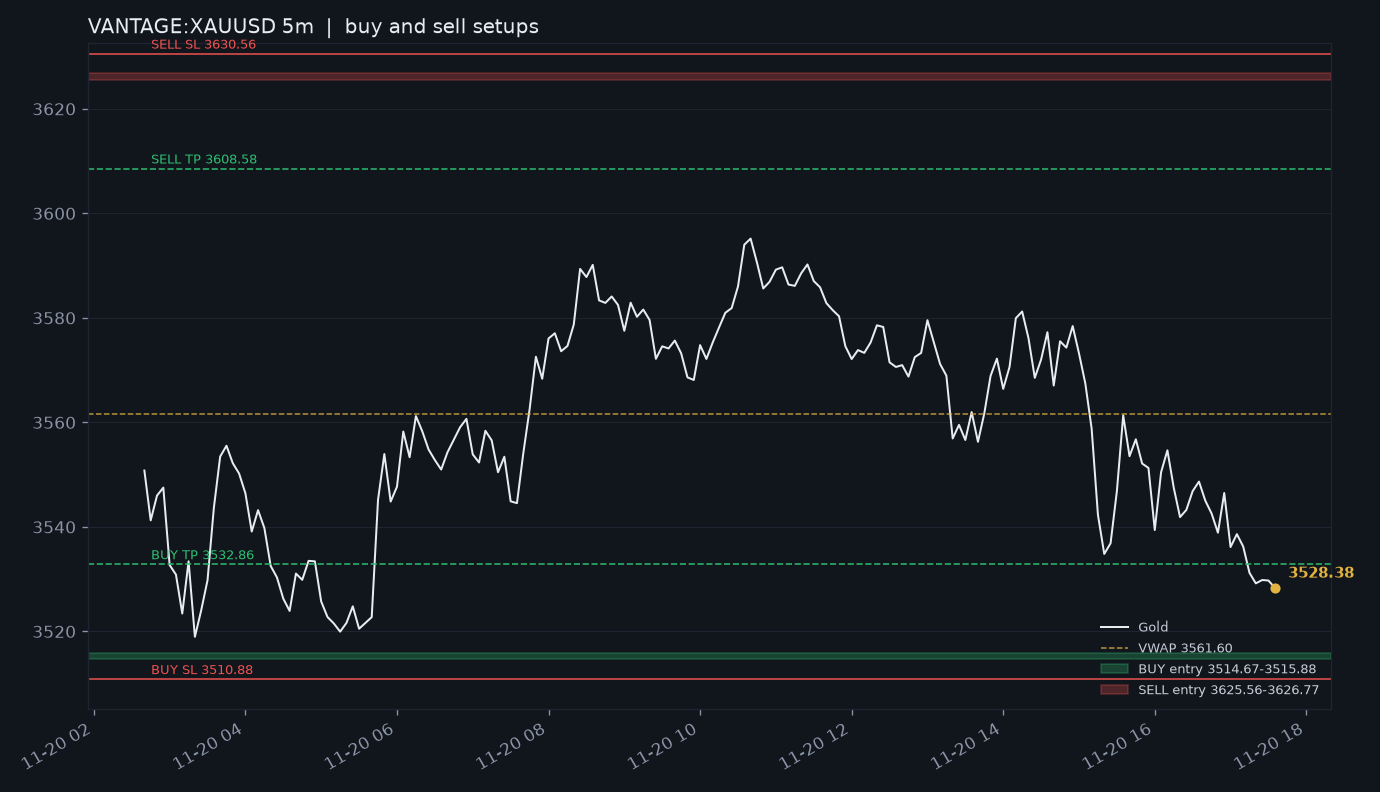 VANTAGE:XAUUSD 5m | buy and sell setups
SELL SL 3630.56
3620
SELL TP 3608.58
3600
3580
3560
3540
BUY TP 3532.86
3528.38
3520
BUY SL 3510.88
Gold
VWAP 3561.60
BUY entry 3514.67-3515.88
SELL entry 3625.56-3626.77
11-20 02
11-20 04
11-20 06
11-20 08
11-20 10
11-20 12
11-20 14
11-20 16
11-20 18